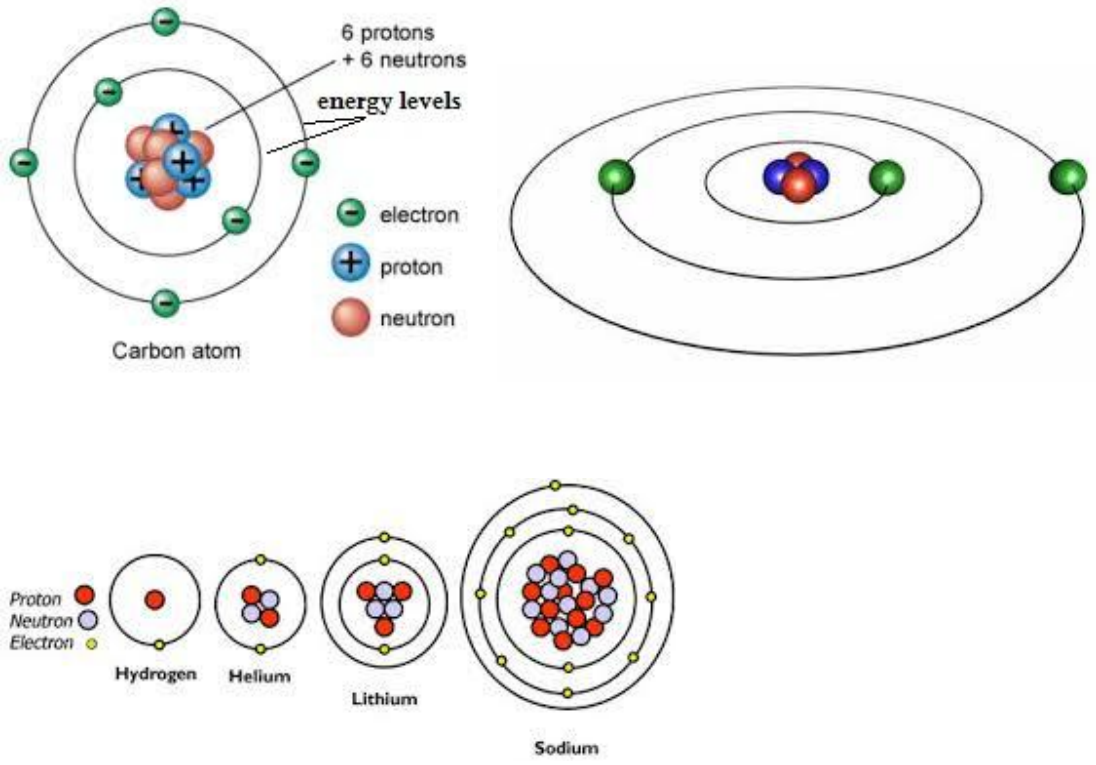 6 protons
+ 6 neutrons
energy levels
electron
proton
neutron
Carbon atom
Proton
Neutron
Electron
Hydrogen
Helium
Lithium
Sodium